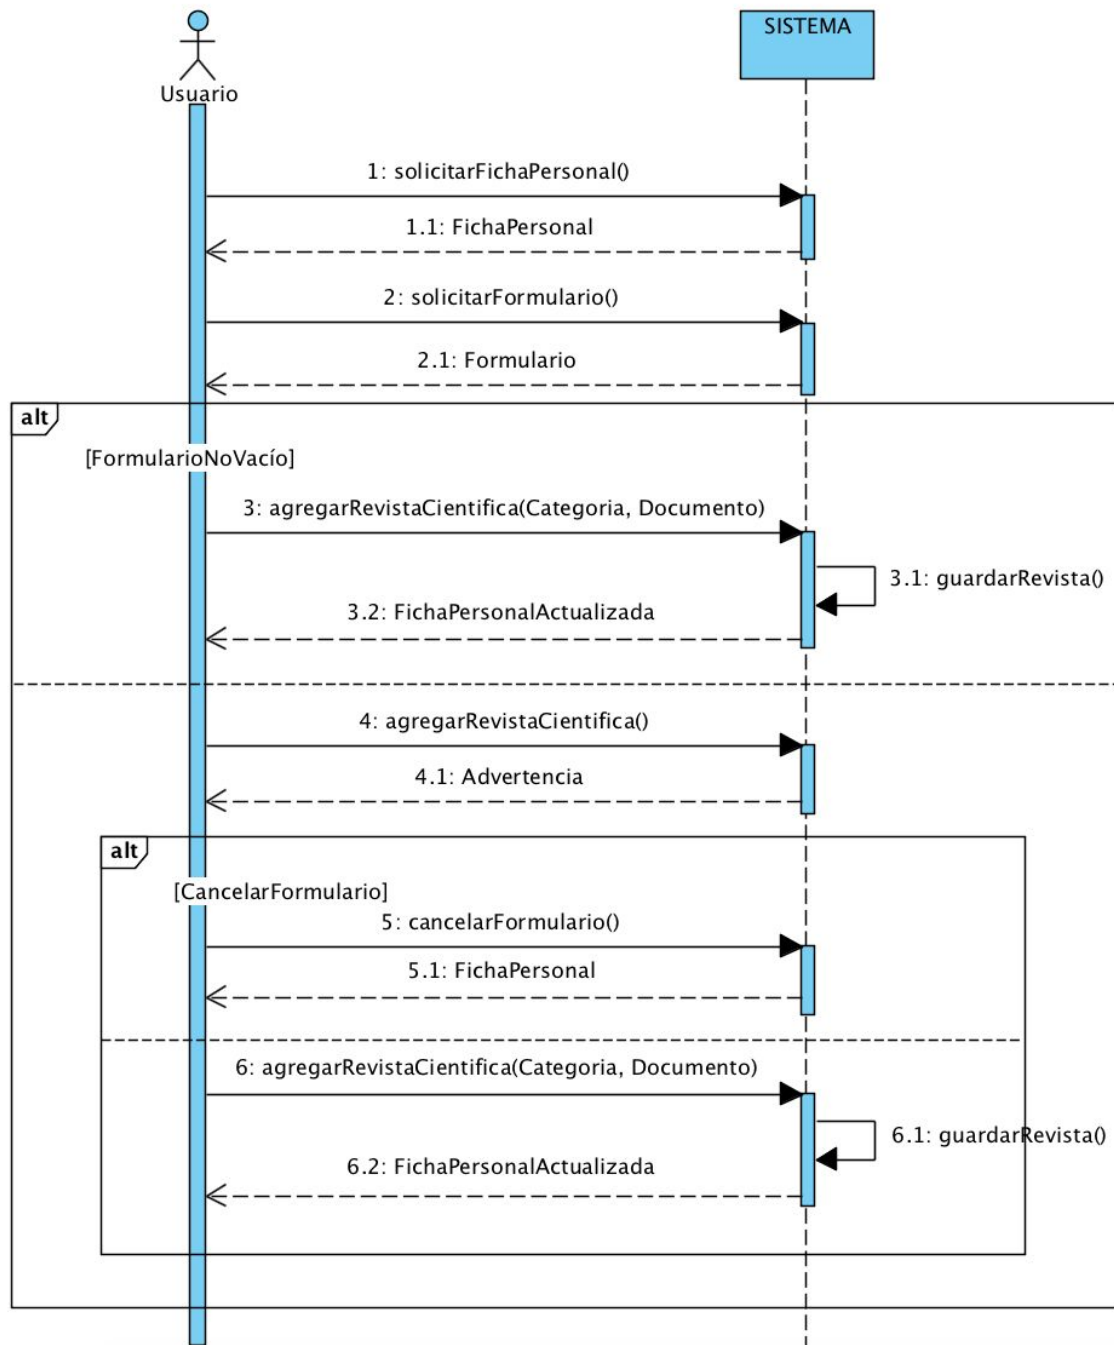 Usuario
SISTEMA
1: solicitarFichaPersonal()
1.1: FichaPersonal
2: solicitarFormulario()
2.1: Formulario
alt
[FormularioNoVacío]
3: agregarRevistaCientifica(Categoria, Documento)
3.1: guardarRevista()
3.2: FichaPersonalActualizada
4: agregarRevistaCientifica()
4.1: Advertencia
alt
[CancelarFormulario]
5: cancelarFormulario()
5.1: FichaPersonal
6: agregarRevistaCientifica(Categoria, Documento)
6.1: guardarRevista()
6.2: FichaPersonalActualizada